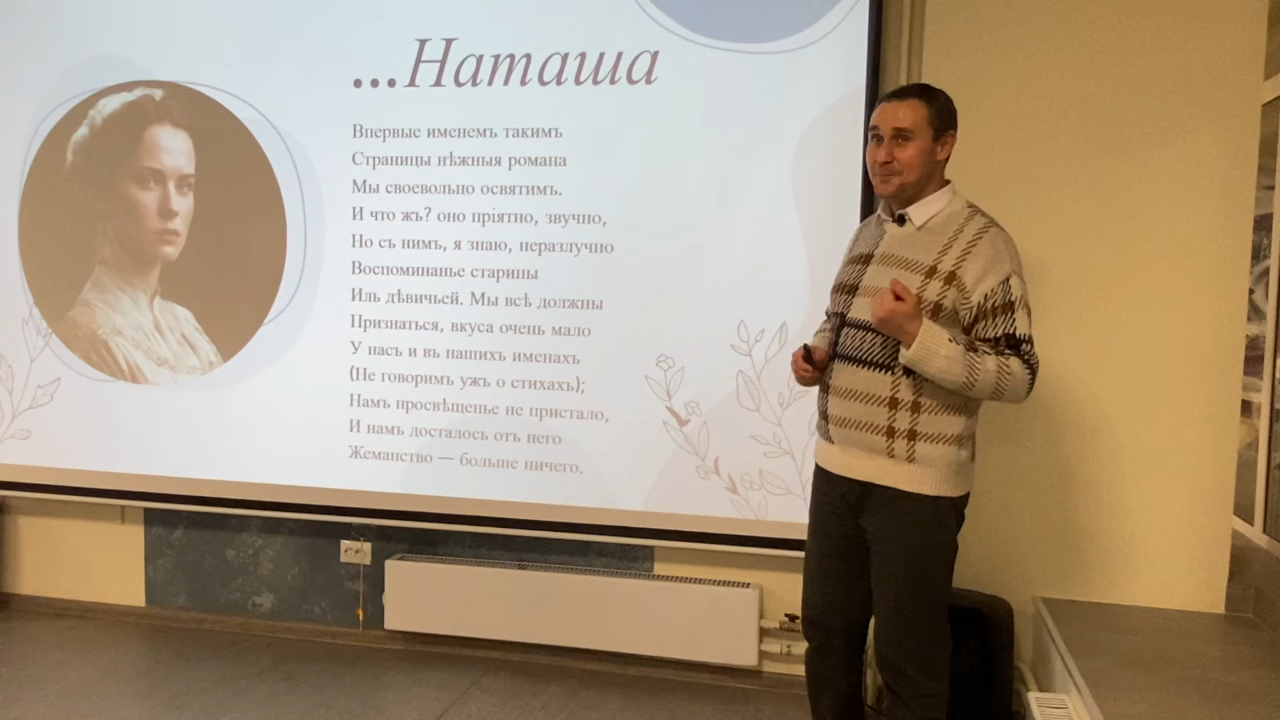 ...Наташа
Впервые именемъ такимъ
Страницы нѣжныя романа
Мы своевольно освятимъ.
И что жъ? оно прiятно, звучно,
Но съ нимъ, я знаю, неразлучно
Воспоминанье старины
Иль дѣвичьей. Мы всѣ должны
Признаться, вкуса очень мало
У насъ и въ нашихъ именахъ
(Не говоримъ ужъ о стихахъ);
Намъ просвѣщенье не пристало,
И намъ досталось отъ него
Жеманство — больше ничего.